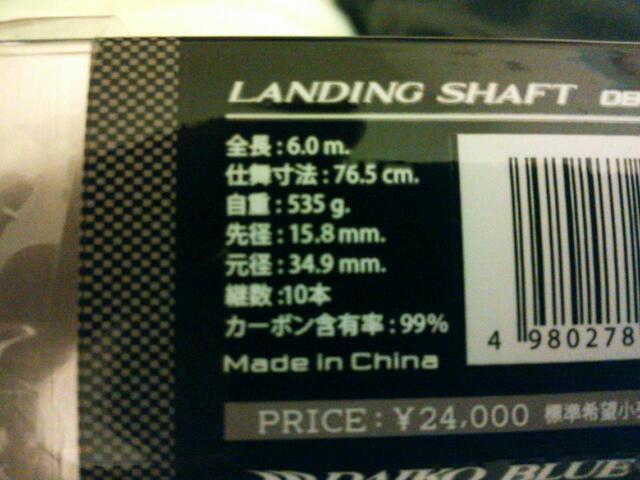 LANDING SHAFT
全長 : 6.0 m.
仕舞寸法 : 76.5 cm.
自重 : 535 g.
先径 : 15.8 mm.
元径 : 34.9 mm.
継数 :10本
カーボン含有率 : 99%
Made in China
4 980278
PRICE : ¥24,000 標準希望小
DAIKO BLUE